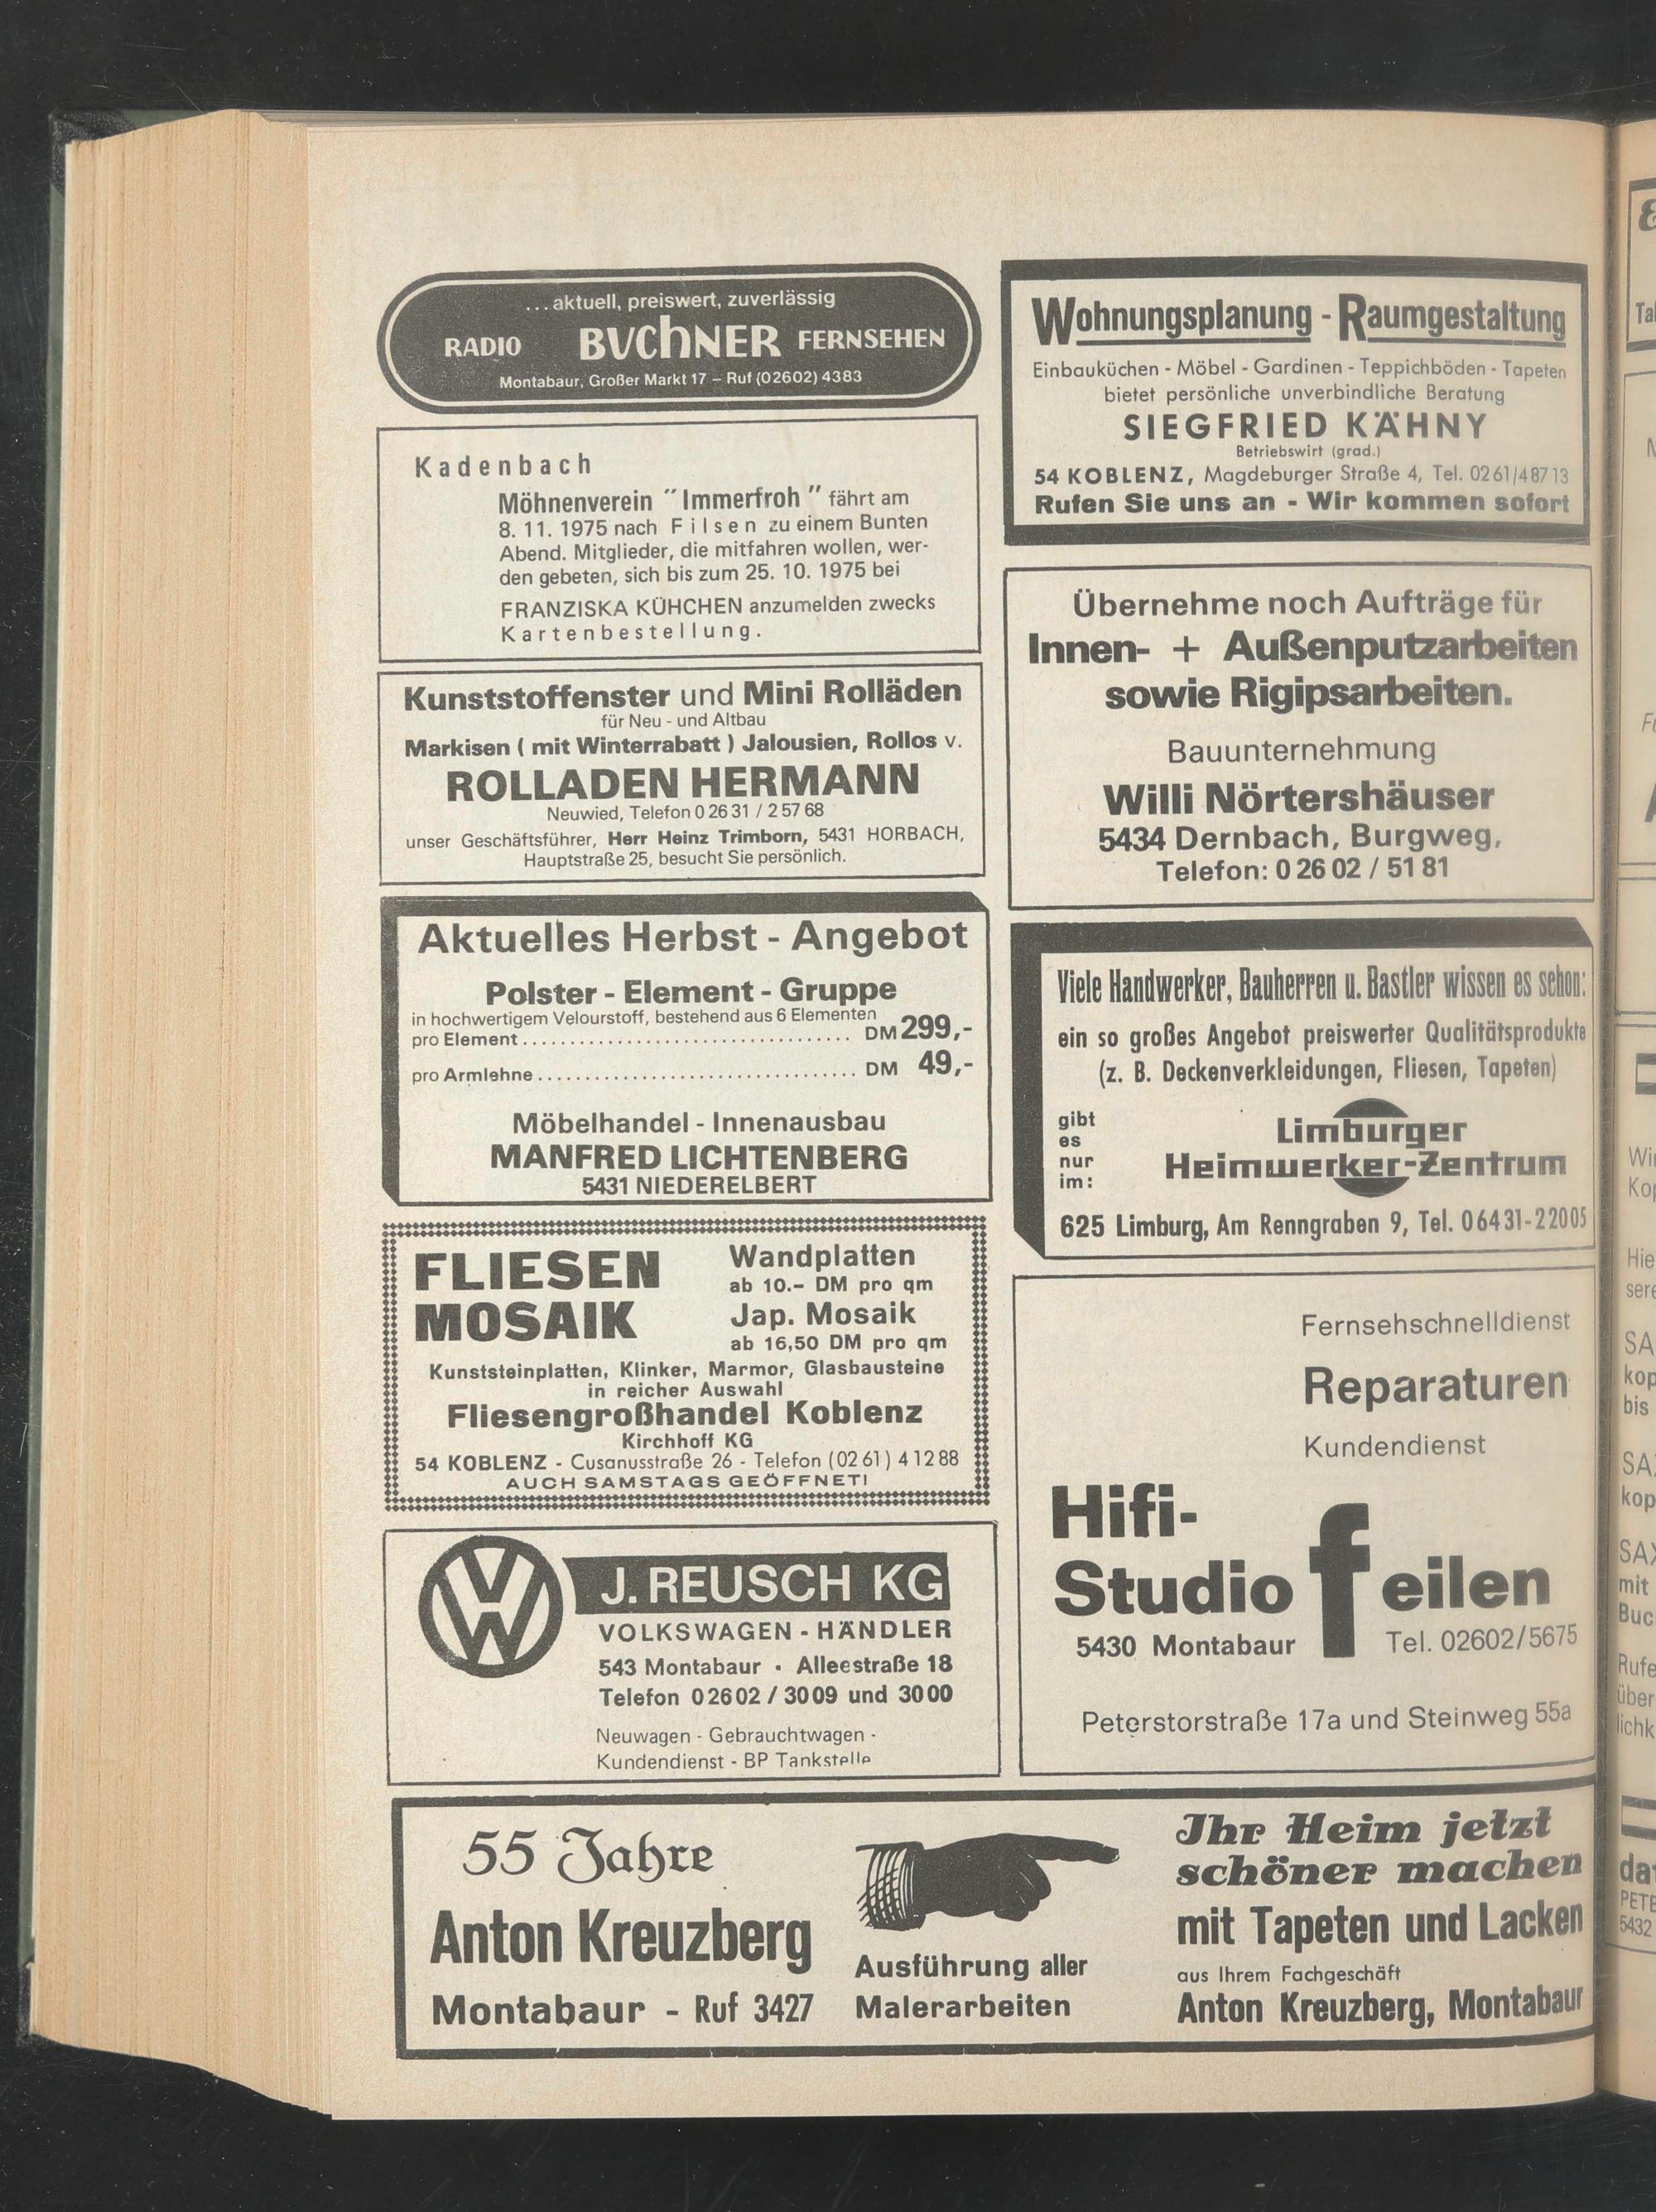 ...aktuell, preiswert, zuverlässig
RADIO BUCHNER FERNSEHEN
Montabaur, Großer Markt 17 – Ruf (02602) 4383
Kadenbach
Möhnenverein "Immerfroh" fährt am
8. 11. 1975 nach Filsen zu einem Bunten
Abend. Mitglieder, die mitfahren wollen, wer-
den gebeten, sich bis zum 25. 10. 1975 bei
FRANZISKA KÜHCHEN anzumelden zwecks
Kartenbestellung.
Kunststoffenster und Mini Rolläden
für Neu - und Altbau
Markisen ( mit Winterrabatt ) Jalousien, Rollos v.
ROLLADEN HERMANN
Neuwied, Telefon 0 26 31 / 2 57 68
unser Geschäftsführer, Herr Heinz Trimborn, 5431 HORBACH,
Hauptstraße 25, besucht Sie persönlich.
Aktuelles Herbst - Angebot
Polster - Element - Gruppe
in hochwertigem Velourstoff, bestehend aus 6 Elementen
pro Element ................................... DM 299,-
pro Armlehne ................................. DM 49,-
Möbelhandel - Innenausbau
MANFRED LICHTENBERG
5431 NIEDERELBERT
FLIESEN
MOSAIK
Wandplatten
ab 10.– DM pro qm
Jap. Mosaik
ab 16,50 DM pro qm
Kunststeinplatten, Klinker, Marmor, Glasbausteine
in reicher Auswahl
Fliesengroßhandel Koblenz
Kirchhoff KG
54 KOBLENZ - Cusanusstraße 26 - Telefon (02 61) 4 12 88
AUCH SAMSTAGS GEÖFFNET!
VW
J. REUSCH KG
VOLKSWAGEN - HÄNDLER
543 Montabaur • Alleestraße 18
Telefon 0 26 02 / 30 09 und 30 00
Neuwagen - Gebrauchtwagen -
Kundendienst - BP Tankstelle
Wohnungsplanung - Raumgestaltung
Einbauküchen - Möbel - Gardinen - Teppichböden - Tapeten
bietet persönliche unverbindliche Beratung
SIEGFRIED KÄHNY
Betriebswirt (grad.)
54 KOBLENZ, Magdeburger Straße 4, Tel. 02 61/4 87 13
Rufen Sie uns an - Wir kommen sofort
Übernehme noch Aufträge für
Innen- + Außenputzarbeiten
sowie Rigipsarbeiten.
Bauunternehmung
Willi Nörtershäuser
5434 Dernbach, Burgweg,
Telefon: 0 26 02 / 51 81
Viele Handwerker, Bauherren u. Bastler wissen es sehon:
ein so großes Angebot preiswerter Qualitätsprodukte
(z. B. Deckenverkleidungen, Fliesen, Tapeten)
gibt
es
nur
im:
Limburger
Heimwerker-Zentrum
625 Limburg, Am Renngraben 9, Tel. 0 64 31-2 20 05
Fernsehschnelldienst
Reparaturen
Kundendienst
Hifi-
Studio feilen
5430 Montabaur Tel. 02602/5675
Peterstorstraße 17a und Steinweg 55a
55 Jahre
Anton Kreuzberg
Montabaur - Ruf 3427
Ausführung aller
Malerarbeiten
Ihr Heim jetzt
schöner machen
mit Tapeten und Lacken
aus Ihrem Fachgeschäft
Anton Kreuzberg, Montabaur